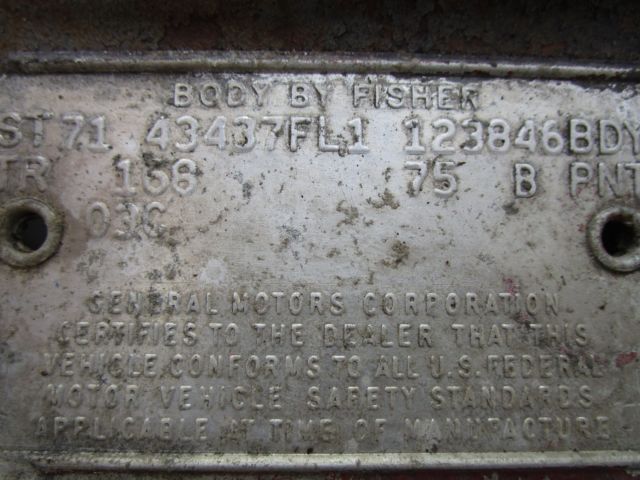 BODY BY FISHER
ST71 43437FL1 123846BDY
TR 168 75 B PNT
03C
GENERAL MOTORS CORPORATION
CERTIFIES TO THE DEALER THAT THIS
VEHICLE CONFORMS TO ALL U.S. FEDERAL
MOTOR VEHICLE SAFETY STANDARDS
APPLICABLE AT TIME OF MANUFACTURE